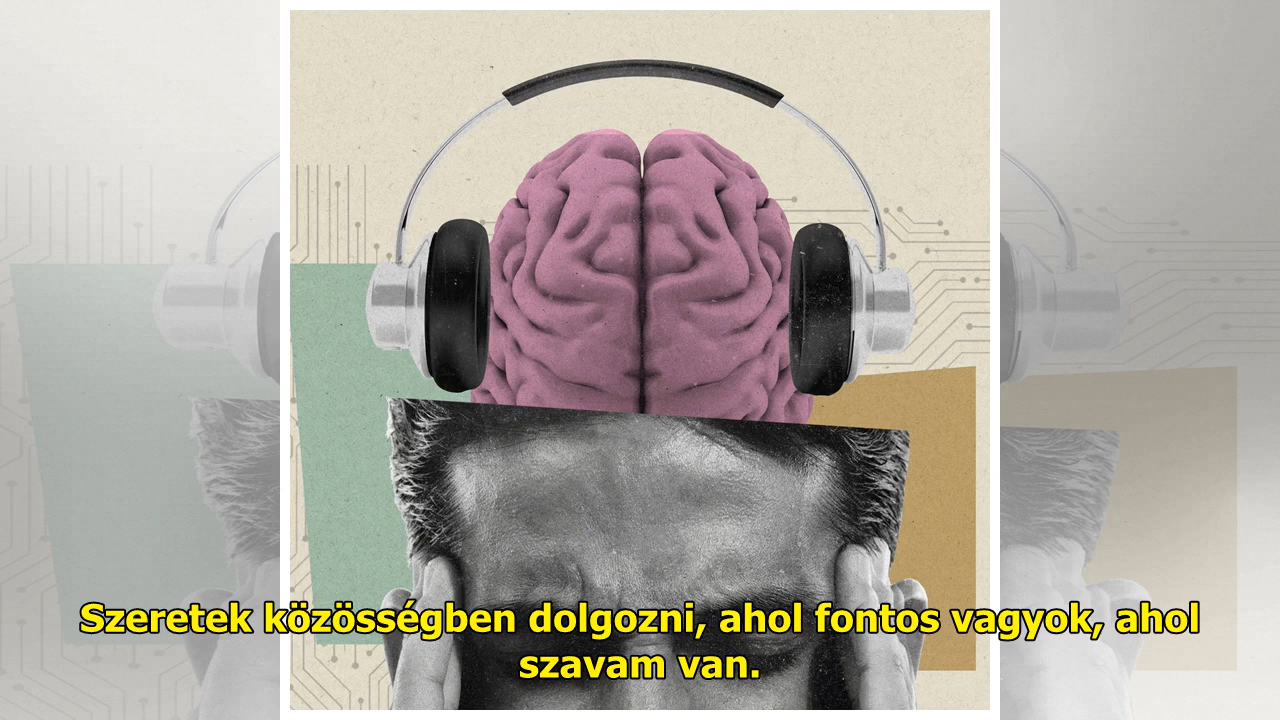 Szeretek közösségben dolgozni, ahol fontos vagyok, ahol
szavam van.